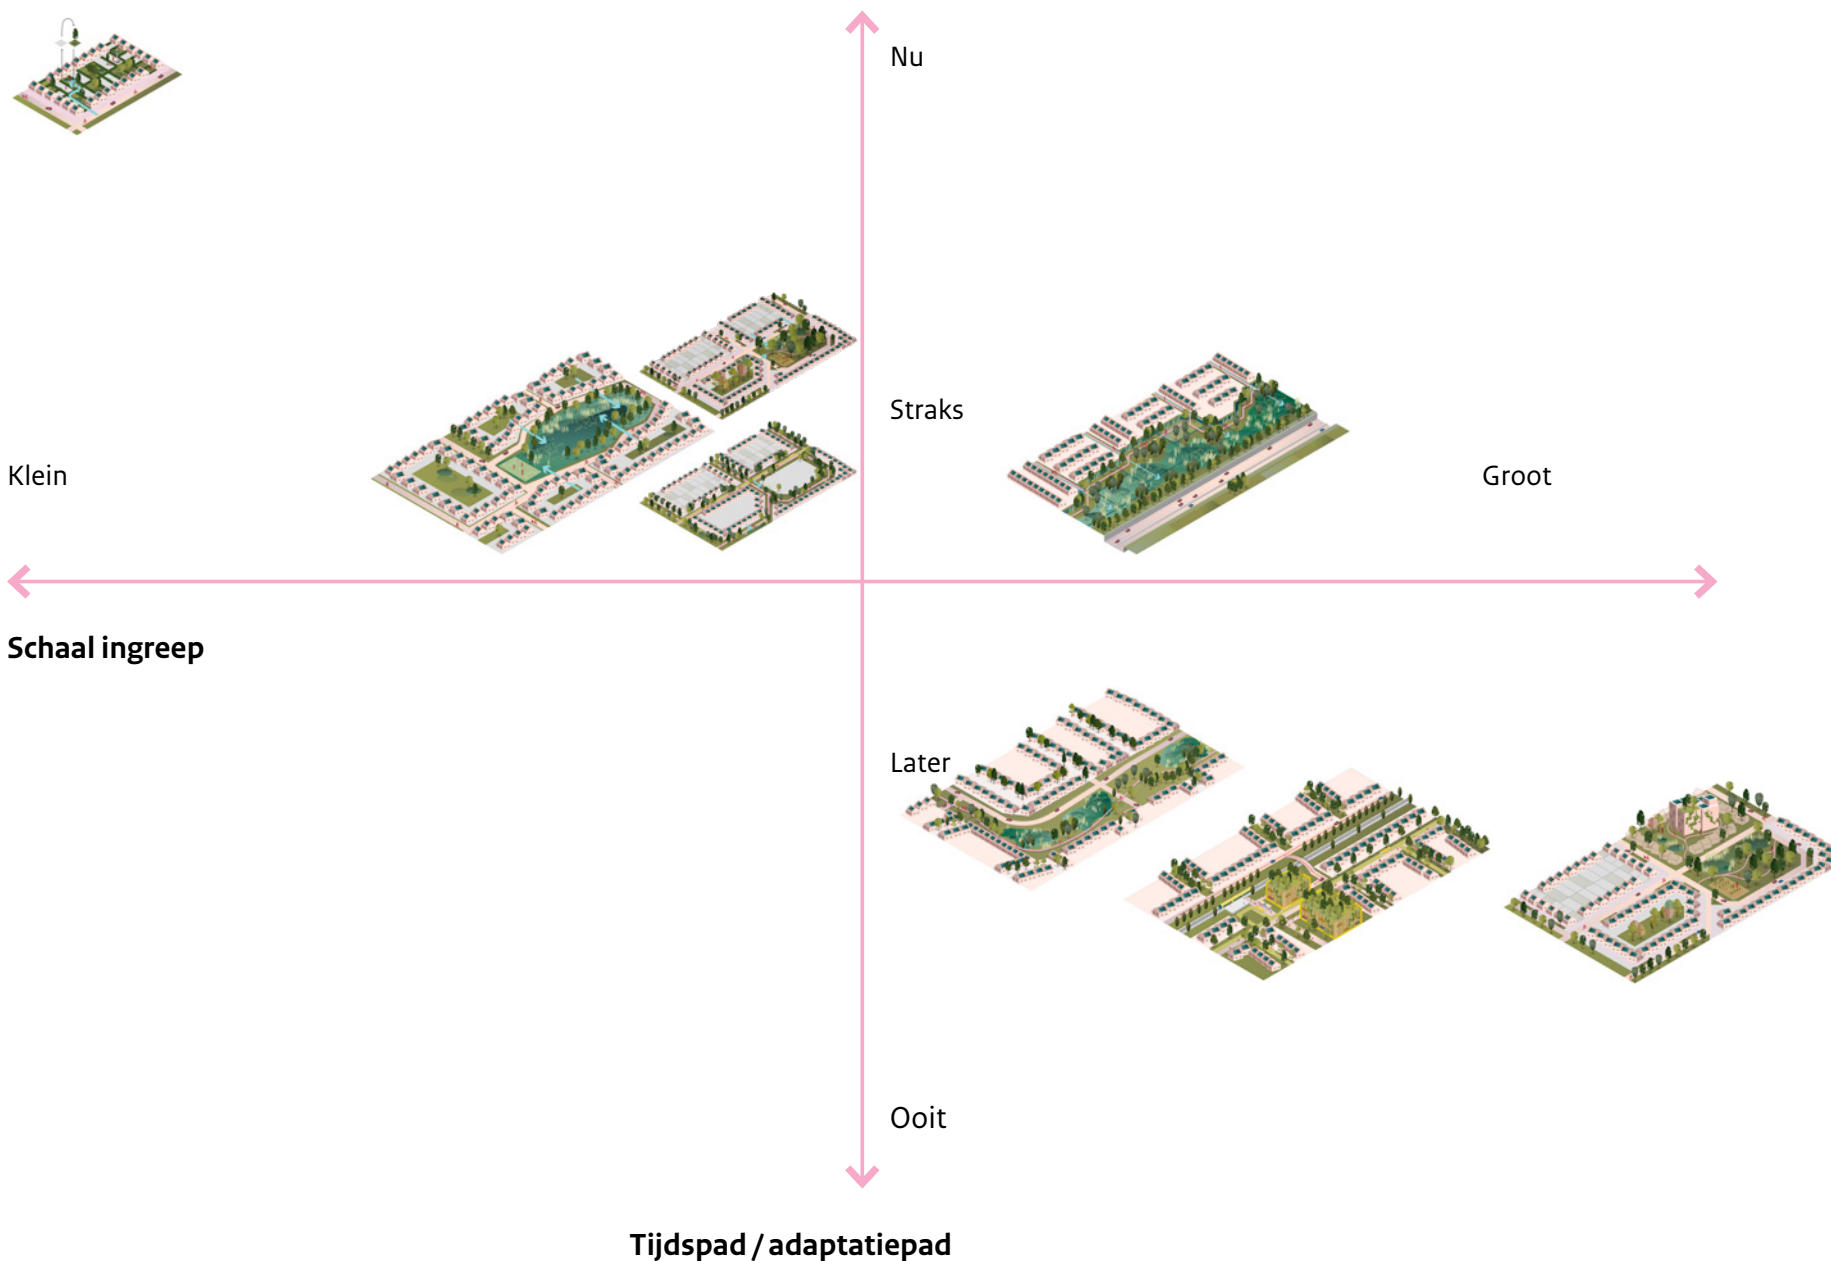 Nu
Straks
Klein
Groot
Schaal ingreep
Later
Ooit
Tijdspad / adaptatiepad